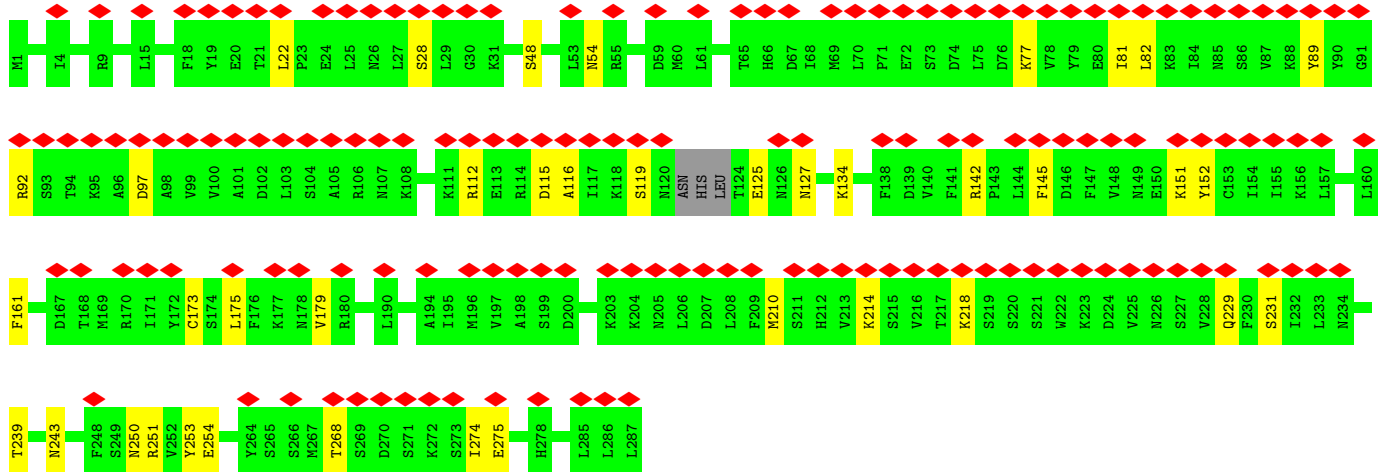 M1 I4 R9 L15 F18 Y19 E20 T21 L22 P23 E24 L25 N26 L27 S28 L29 G30 K31 S48 L53 N54 R55 D59 M60 L61 T65 H66 D67 I68 M69 L70 P71 E72 S73 D74 L75 D76 K77 V78 Y79 E80 I81 L82 K83 I84 N85 S86 V87 K88 Y89 Y90 G91
R92 S93 T94 K95 A96 D97 A98 V99 V100 A101 D102 L103 S104 A105 R106 N107 K108 K111 R112 E113 R114 D115 A116 I117 K118 S119 N120 ASN HIS LEU T124 E125 N126 N127 K134 F138 D139 V140 F141 R142 P143 L144 F145 D146 F147 V148 N149 E150 K151 Y152 C153 I154 I155 K156 L157 L160
F161 D167 T168 M169 R170 I171 Y172 C173 S174 L175 F176 K177 N178 V179 R180 L190 A194 I195 M196 V197 A198 S199 D200 K203 K204 N205 L206 D207 L208 F209 M210 S211 H212 V213 K214 S215 V216 T217 K218 S219 S220 S221 W222 K223 D224 V225 N226 S227 V228 Q229 F230 S231 I232 L233 N234
T239 N243 F248 S249 N250 R251 V252 Y253 E254 Y264 S265 S266 M267 T268 S269 D270 S271 K272 S273 I274 E275 H278 L285 L286 L287